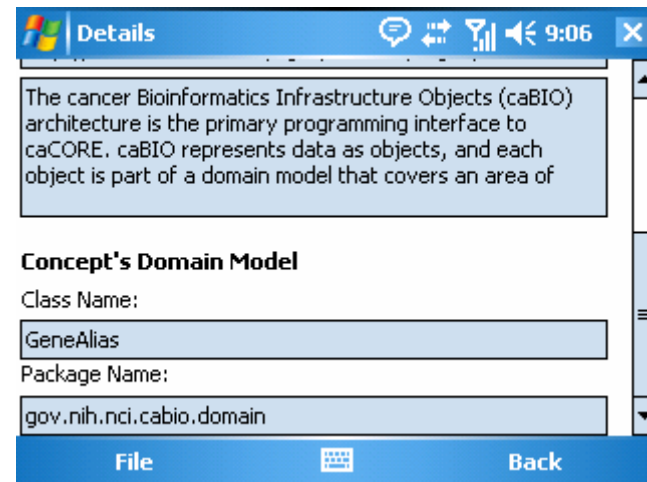 Details 9:06
The cancer Bioinformatics Infrastructure Objects (caBIO)
architecture is the primary programming interface to
caCORE. caBIO represents data as objects, and each
object is part of a domain model that covers an area of
Concept's Domain Model
Class Name:
GeneAlias
Package Name:
gov.nih.nci.cabio.domain
File Back